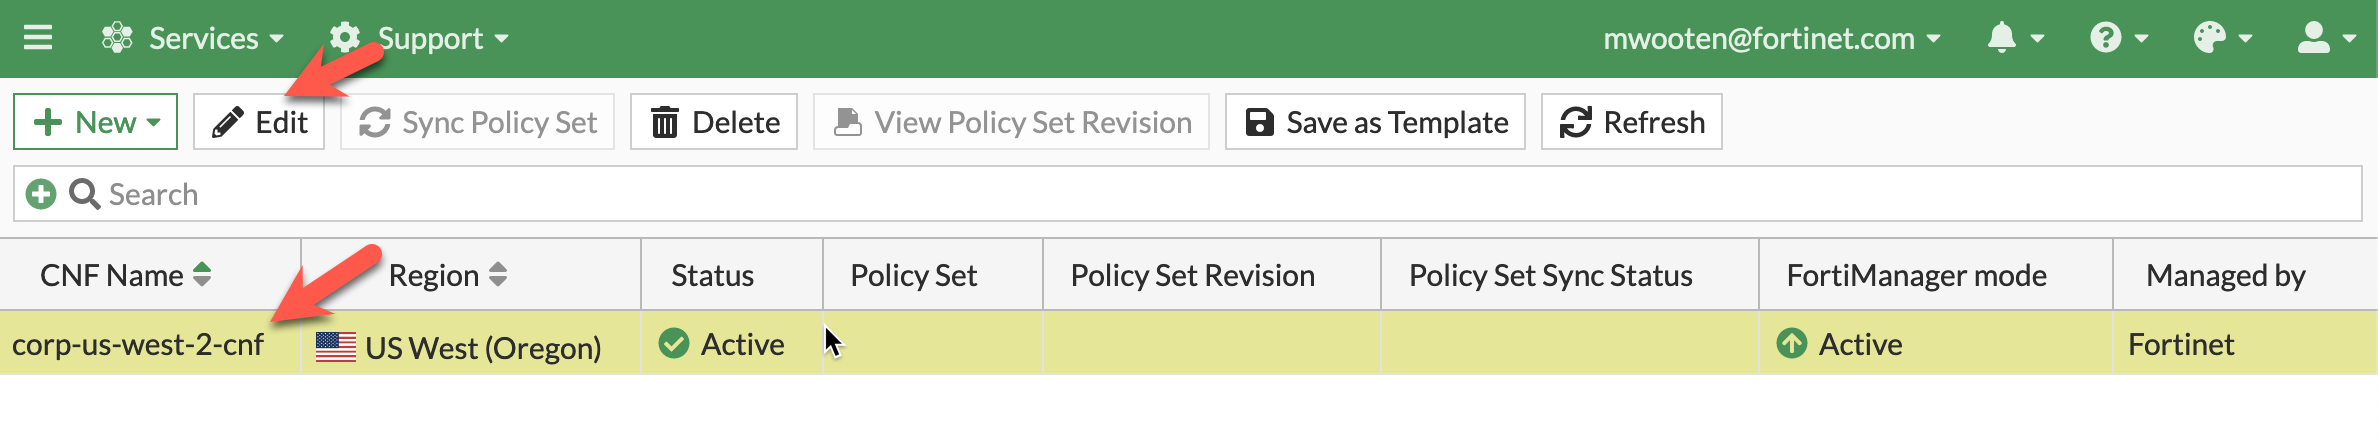 Services Support mwooten@fortinet.com
New Edit Sync Policy Set Delete View Policy Set Revision Save as Template Refresh
Search
CNF Name Region Status Policy Set Policy Set Revision Policy Set Sync Status FortiManager mode Managed by
corp-us-west-2-cnf US West (Oregon) Active Active Fortinet